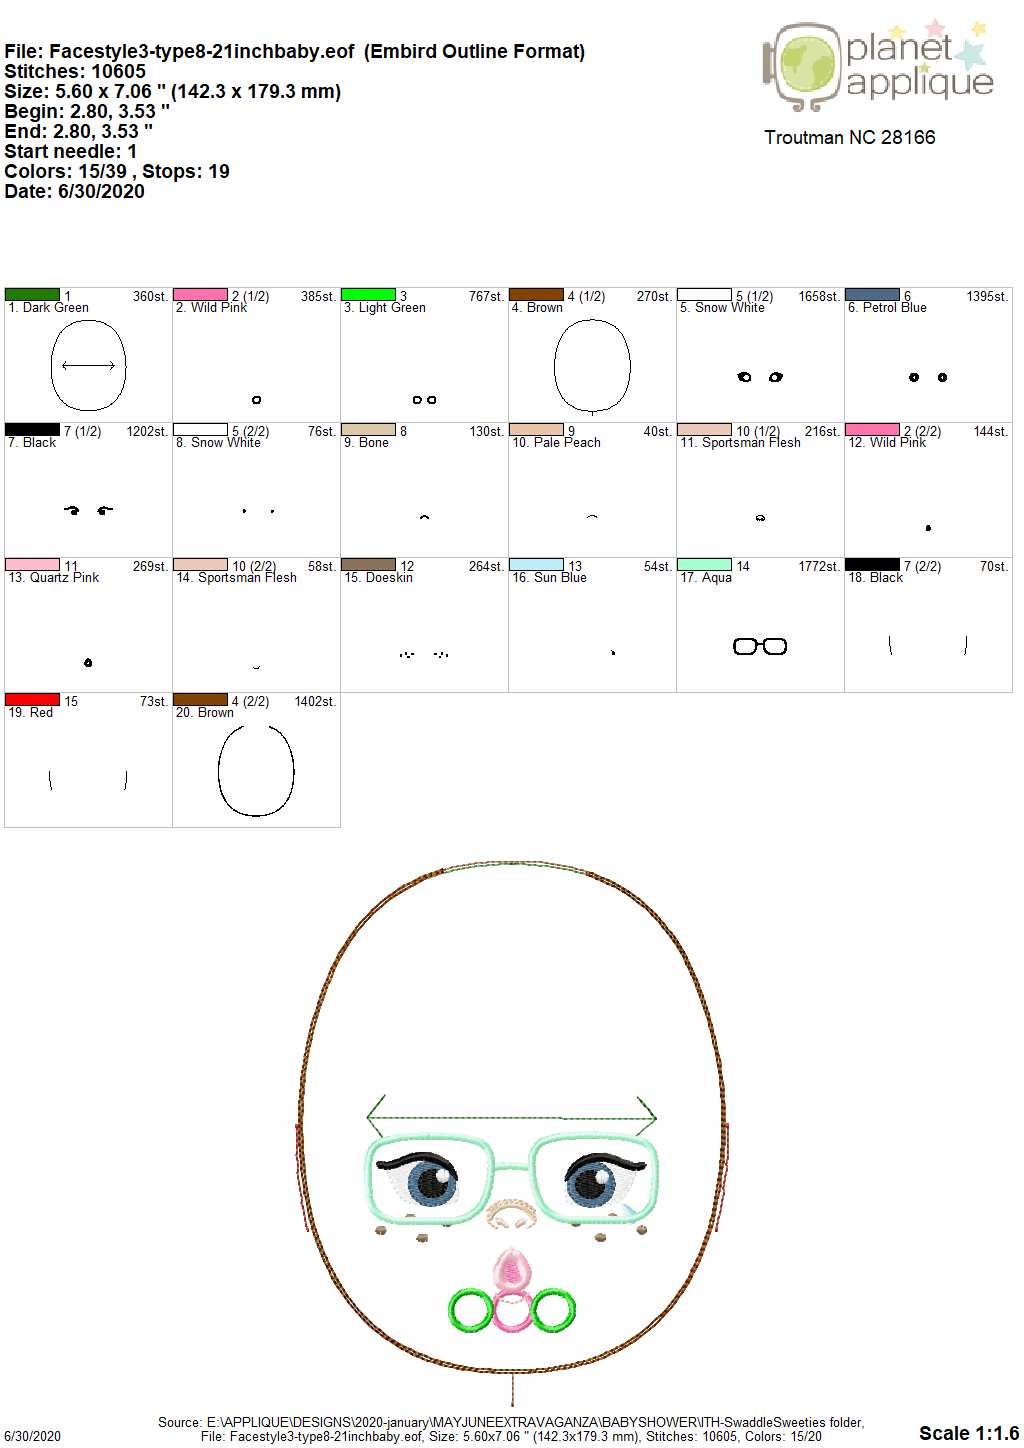 File: Facestyle3-type8-21inchbaby.eof  (Embird Outline Format)
Stitches: 10605
Size: 5.60 x 7.06 " (142.3 x 179.3 mm)
Begin: 2.80, 3.53 "
End: 2.80, 3.53 "
Start needle: 1
Colors: 15/39 , Stops: 19
Date: 6/30/2020
planet
applique
Troutman NC 28166
1 360st. 2 (1/2) 385st. 3 767st. 4 (1/2) 270st. 5 (1/2) 1658st. 6 1395st.
1. Dark Green 2. Wild Pink 3. Light Green 4. Brown 5. Snow White 6. Petrol Blue
7 (1/2) 1202st. 5 (2/2) 76st. 8 130st. 9 40st. 10 (1/2) 216st. 2 (2/2) 144st.
7. Black 8. Snow White 9. Bone 10. Pale Peach 11. Sportsman Flesh 12. Wild Pink
11 269st. 10 (2/2) 58st. 12 264st. 13 54st. 14 1772st. 7 (2/2) 70st.
13. Quartz Pink 14. Sportsman Flesh 15. Doeskin 16. Sun Blue 17. Aqua 18. Black
15 73st. 4 (2/2) 1402st.
19. Red 20. Brown
Source: E:\APPLIQUE\DESIGNS\2020-january\MAYJUNEEXTRAVAGANZA\BABYSHOWER\ITH-SwaddleSweeties folder,
6/30/2020 File: Facestyle3-type8-21inchbaby.eof, Size: 5.60x7.06 " (142.3x179.3 mm), Stitches: 10605, Colors: 15/20 Scale 1:1.6